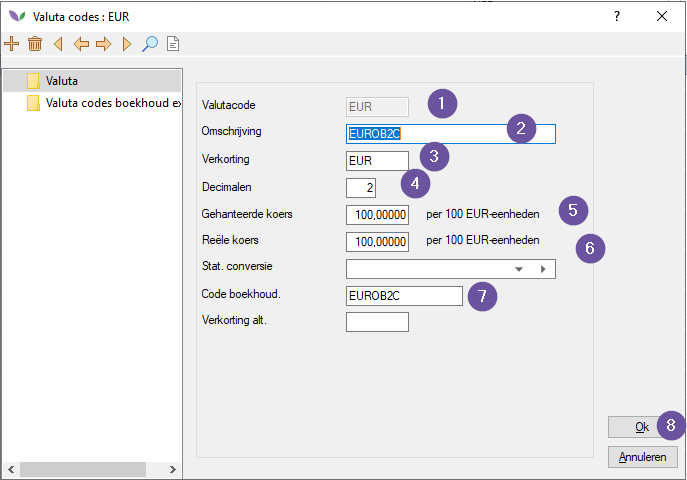 Valuta codes : EUR
?
Valuta
Valuta codes boekhoud ex
Valutacode EUR 1
Omschrijving EUROB2C 2
Verkorting EUR 3
Decimalen 2 4
Gehanteerde koers 100,00000 per 100 EUR-eenheden 5
Reële koers 100,00000 per 100 EUR-eenheden 6
Stat. conversie
Code boekhoud. EUROB2C 7
Verkorting alt.
Ok 8
Annuleren